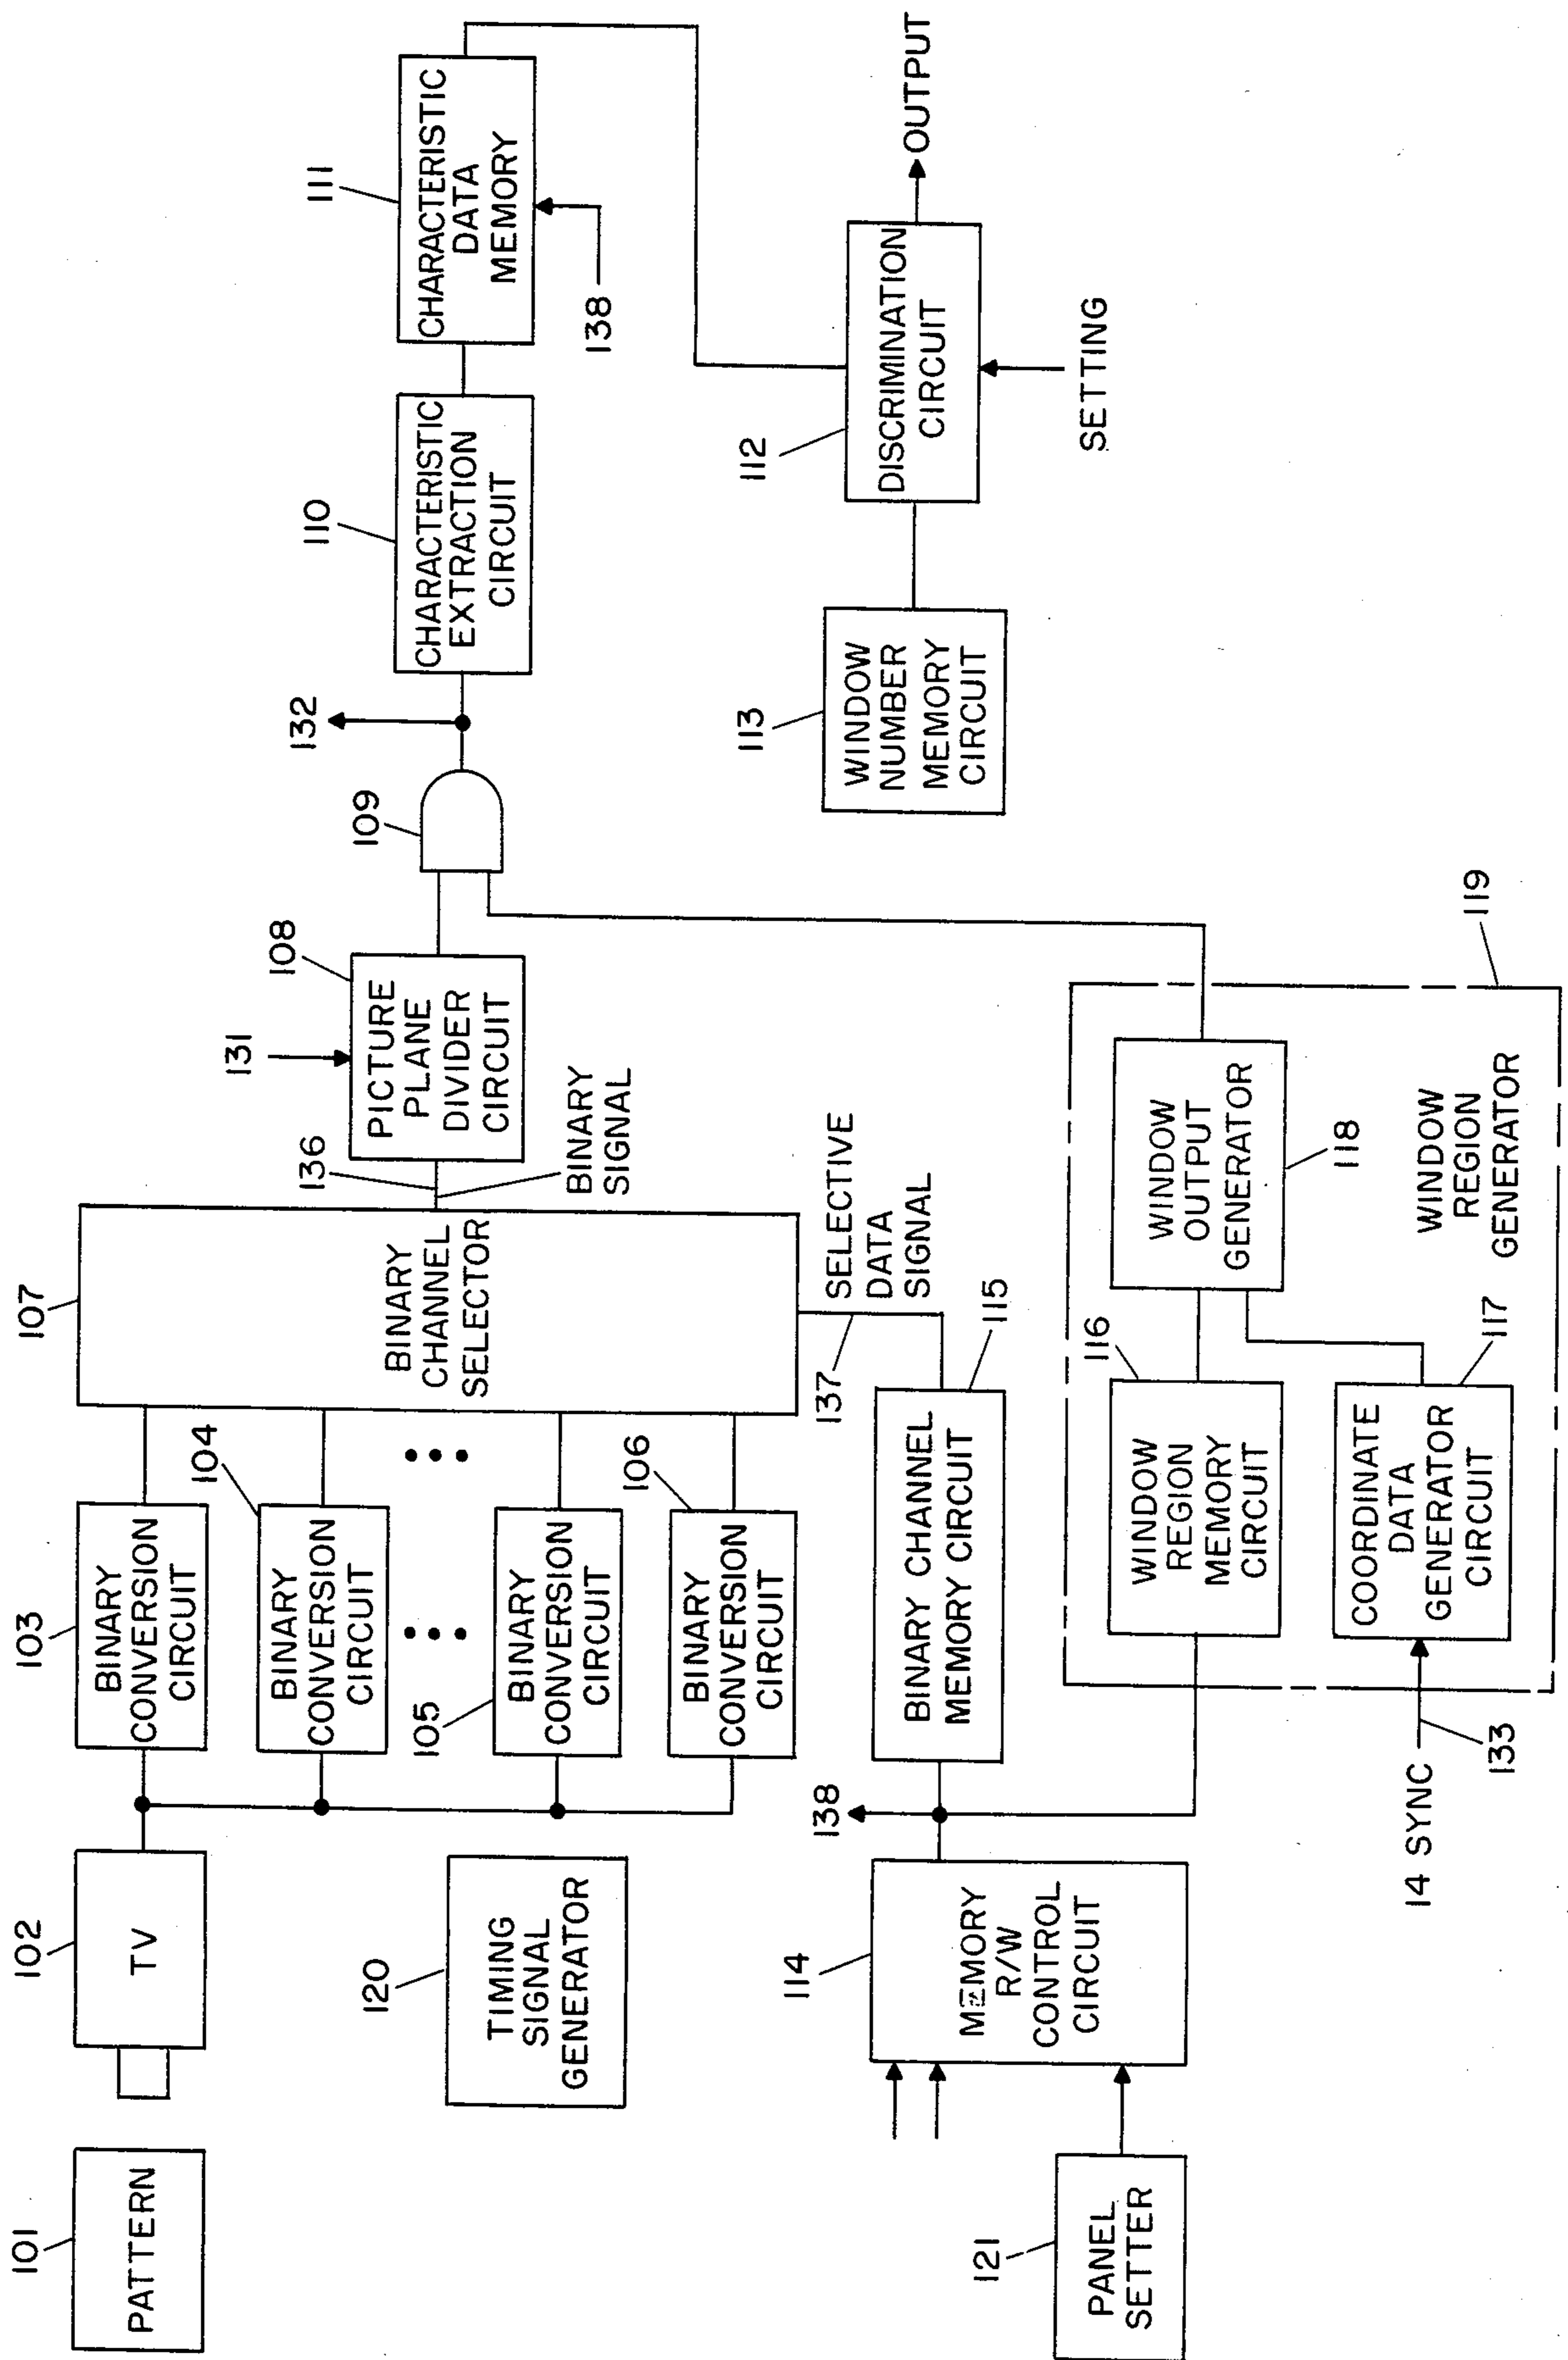 101
PATTERN
102
TV
103
BINARY
CONVERSION
CIRCUIT
104
BINARY
CONVERSION
CIRCUIT
105
BINARY
CONVERSION
CIRCUIT
106
BINARY
CONVERSION
CIRCUIT
107
BINARY
CHANNEL
SELECTOR
136
BINARY
SIGNAL
131
108
PICTURE
PLANE
DIVIDER
CIRCUIT
109
132
110
CHARACTERISTIC
EXTRACTION
CIRCUIT
111
CHARACTERISTIC
DATA
MEMORY
138
120
TIMING
SIGNAL
GENERATOR
121
PANEL
SETTER
114
MEMORY
R/W
CONTROL
CIRCUIT
138
BINARY CHANNEL
MEMORY CIRCUIT
115
137
SELECTIVE
DATA
SIGNAL
113
WINDOW
NUMBER
MEMORY
CIRCUIT
112
DISCRIMINATION
CIRCUIT
OUTPUT
SETTING
116
WINDOW
REGION
MEMORY
CIRCUIT
WINDOW
OUTPUT
GENERATOR
118
119
14 SYNC
133
COORDINATE
DATA
GENERATOR
CIRCUIT
117
WINDOW
REGION
GENERATOR